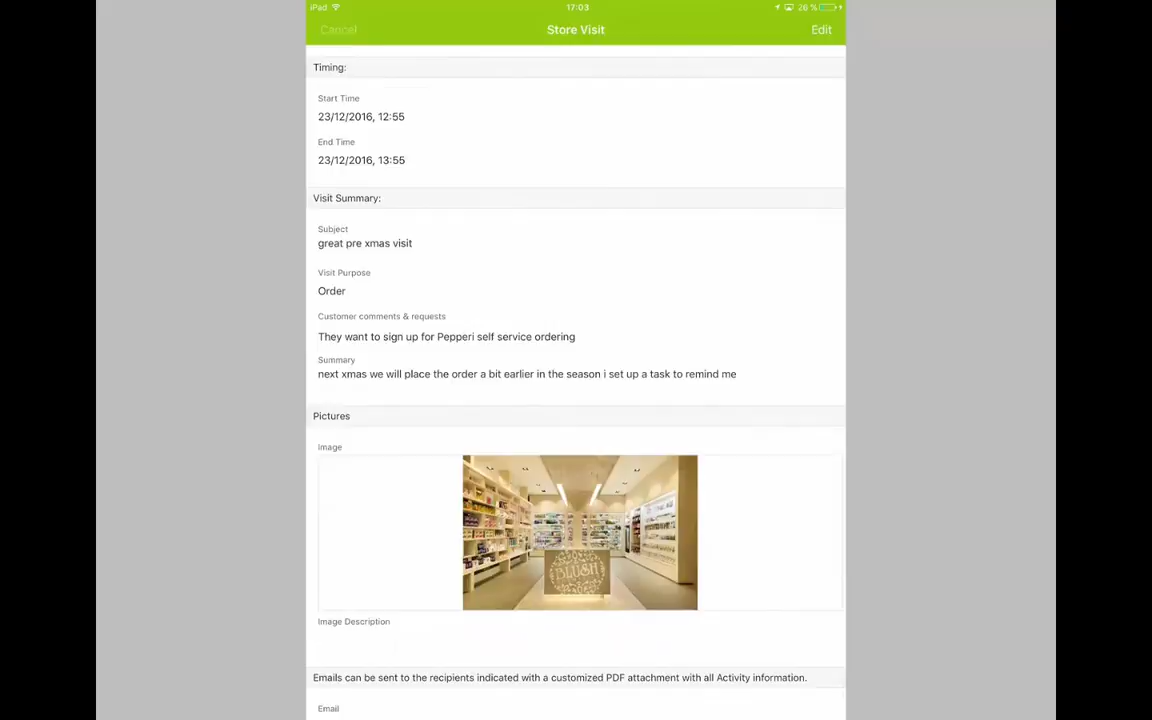 iPad 17:03 26 %
Cancel Store Visit Edit
Timing:
Start Time
23/12/2016, 12:55
End Time
23/12/2016, 13:55
Visit Summary:
Subject
great pre xmas visit
Visit Purpose
Order
Customer comments & requests
They want to sign up for Pepperi self service ordering
Summary
next xmas we will place the order a bit earlier in the season i set up a task to remind me
Pictures
Image
BLUSH
Image Description
Emails can be sent to the recipients indicated with a customized PDF attachment with all Activity information.
Email